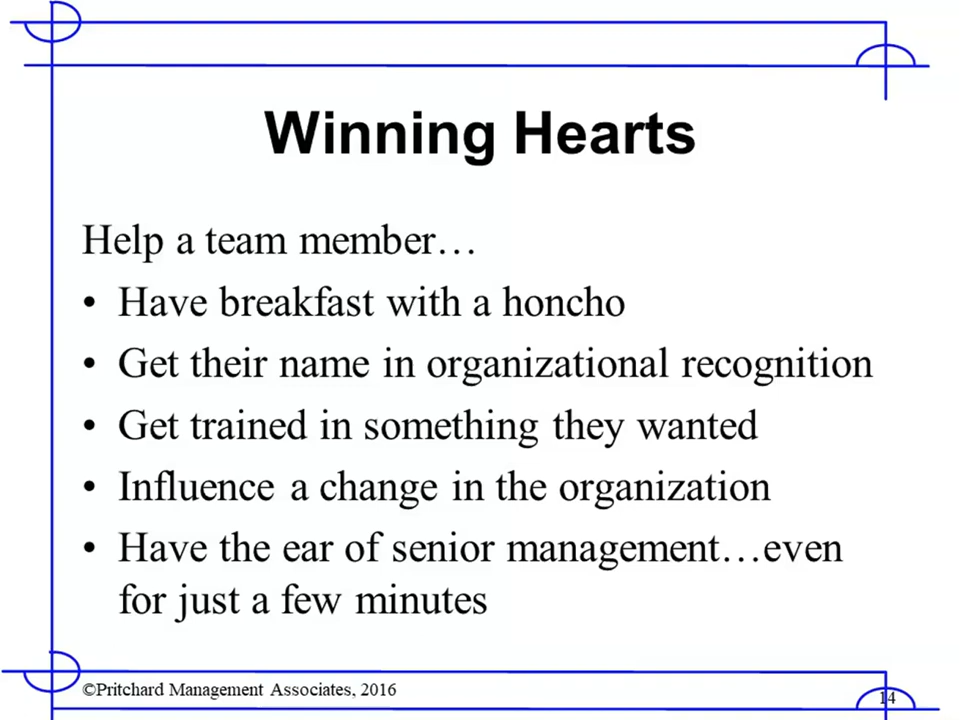 Winning Hearts
Help a team member…
• Have breakfast with a honcho
• Get their name in organizational recognition
• Get trained in something they wanted
• Influence a change in the organization
• Have the ear of senior management…even
for just a few minutes
©Pritchard Management Associates, 2016
14